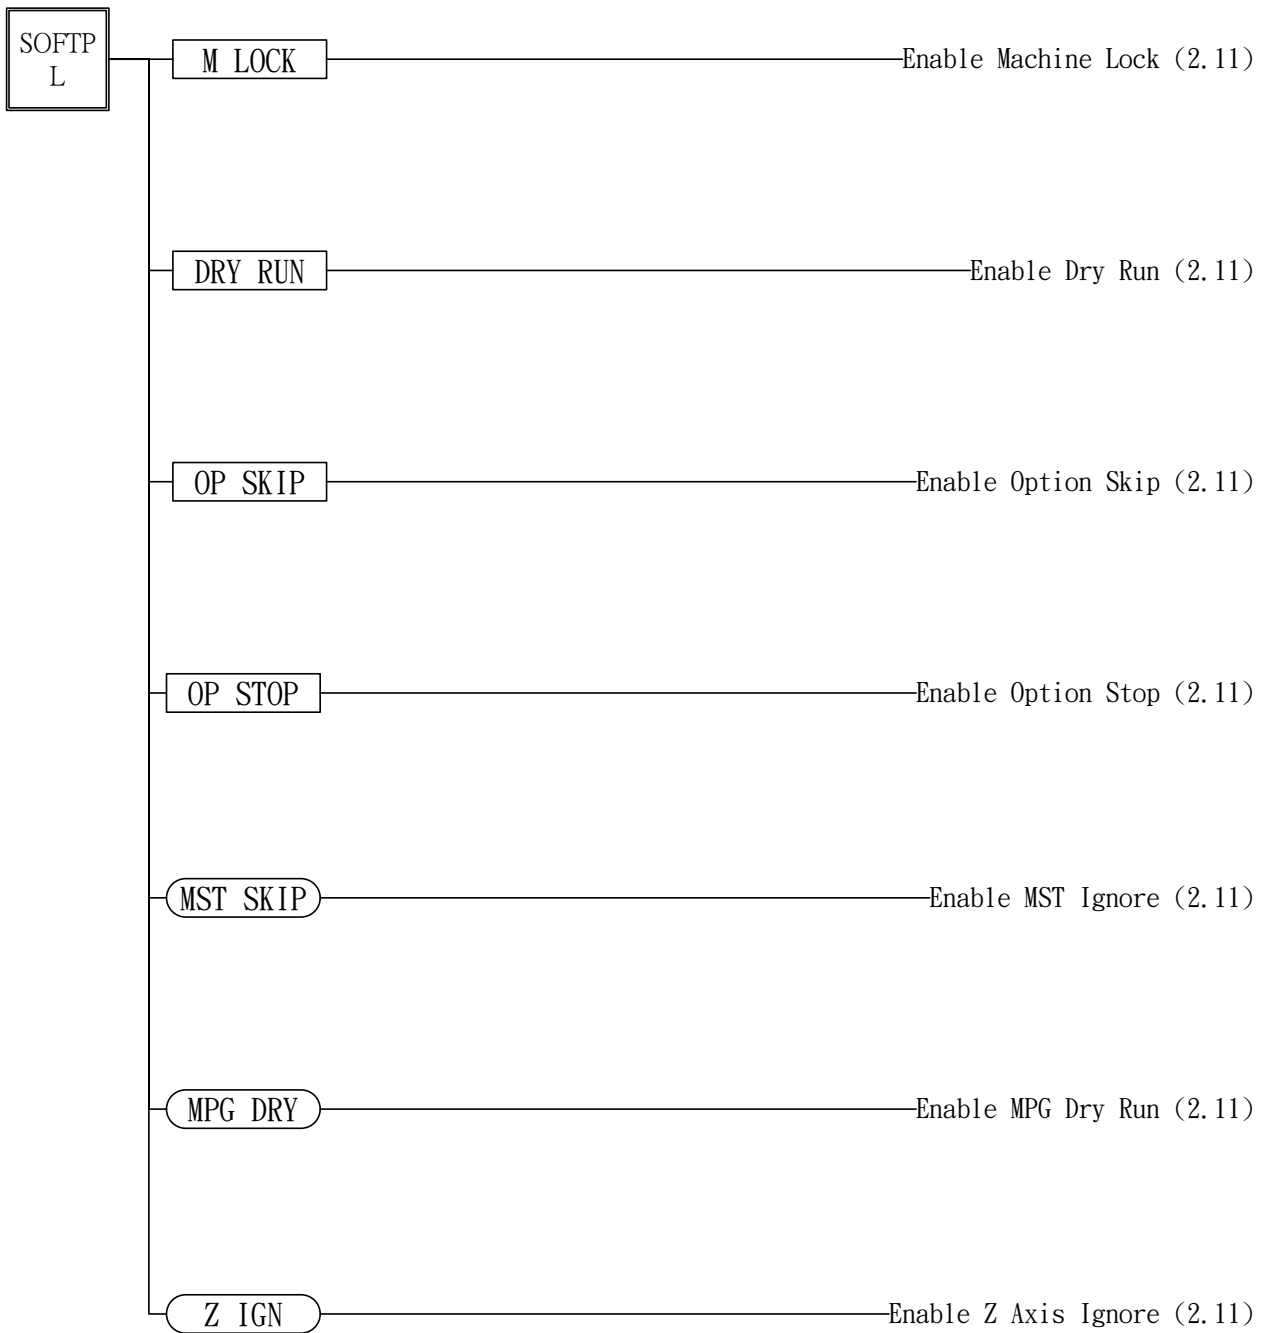 SOFTP
L
M LOCK
Enable Machine Lock (2.11)
DRY RUN
Enable Dry Run (2.11)
OP SKIP
Enable Option Skip (2.11)
OP STOP
Enable Option Stop (2.11)
MST SKIP
Enable MST Ignore (2.11)
MPG DRY
Enable MPG Dry Run (2.11)
Z IGN
Enable Z Axis Ignore (2.11)